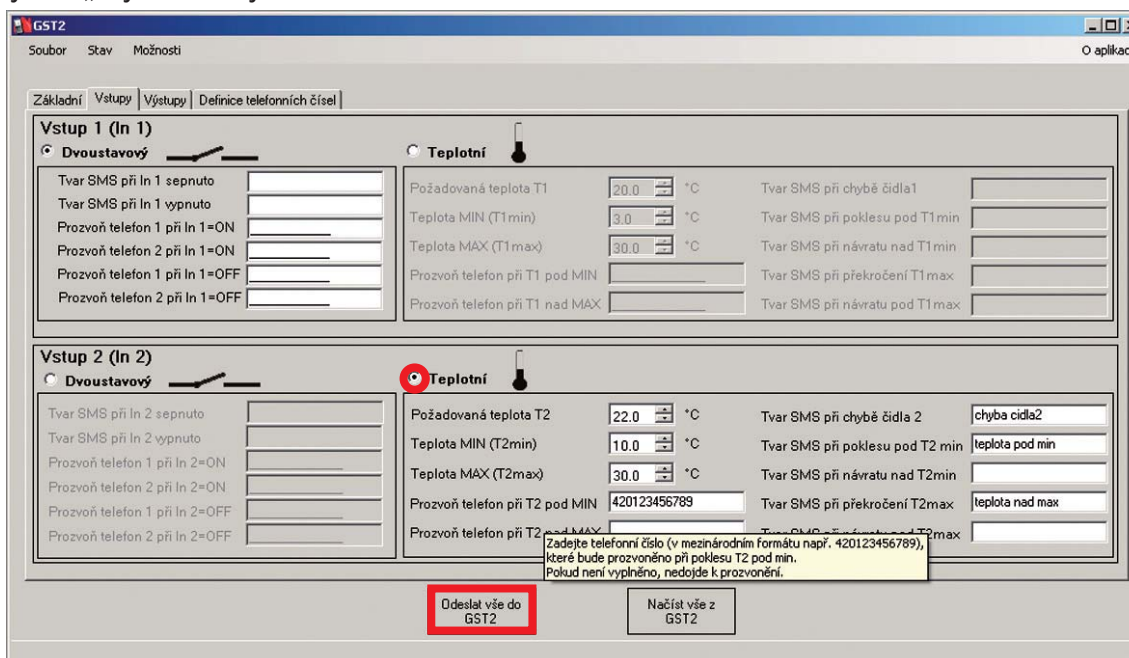 GST2
Soubor Stav Možnosti O aplikac
Základní Vstupy Výstupy Definice telefonních čísel
Vstup 1 (In 1)
Dvoustavový
Tvar SMS při In 1 sepnuto
Tvar SMS při In 1 vypnuto
Prozvoň telefon 1 při In 1=ON
Prozvoň telefon 2 při In 1=ON
Prozvoň telefon 1 při In 1=OFF
Prozvoň telefon 2 při In 1=OFF
Teplotní
Požadovaná teplota T1 20.0 °C
Teplota MIN (T1min) 3.0 °C
Teplota MAX (T1max) 30.0 °C
Prozvoň telefon při T1 pod MIN
Prozvoň telefon při T1 nad MAX
Tvar SMS při chybě čidla1
Tvar SMS při poklesu pod T1min
Tvar SMS při návratu nad T1min
Tvar SMS při překročení T1max
Tvar SMS při návratu pod T1max
Vstup 2 (In 2)
Dvoustavový
Tvar SMS při In 2 sepnuto
Tvar SMS při In 2 vypnuto
Prozvoň telefon 1 při In 2=ON
Prozvoň telefon 2 při In 2=ON
Prozvoň telefon 1 při In 2=OFF
Prozvoň telefon 2 při In 2=OFF
Teplotní
Požadovaná teplota T2 22.0 °C
Teplota MIN (T2min) 10.0 °C
Teplota MAX (T2max) 30.0 °C
Prozvoň telefon při T2 pod MIN 420123456789
Prozvoň telefon při T2 nad MAX
Tvar SMS při chybě čidla 2 chyba cidla2
Tvar SMS při poklesu pod T2 min teplota pod min
Tvar SMS při návratu nad T2min
Tvar SMS při překročení T2max teplota nad max
Tvar SMS při návratu pod T2max
Zadejte telefonní číslo (v mezinárodním formátu např. 420123456789),
které bude prozvoněno při poklesu T2 pod min.
Pokud není vyplněno, nedojde k prozvonění.
Odeslat vše do
GST2
Načíst vše z
GST2